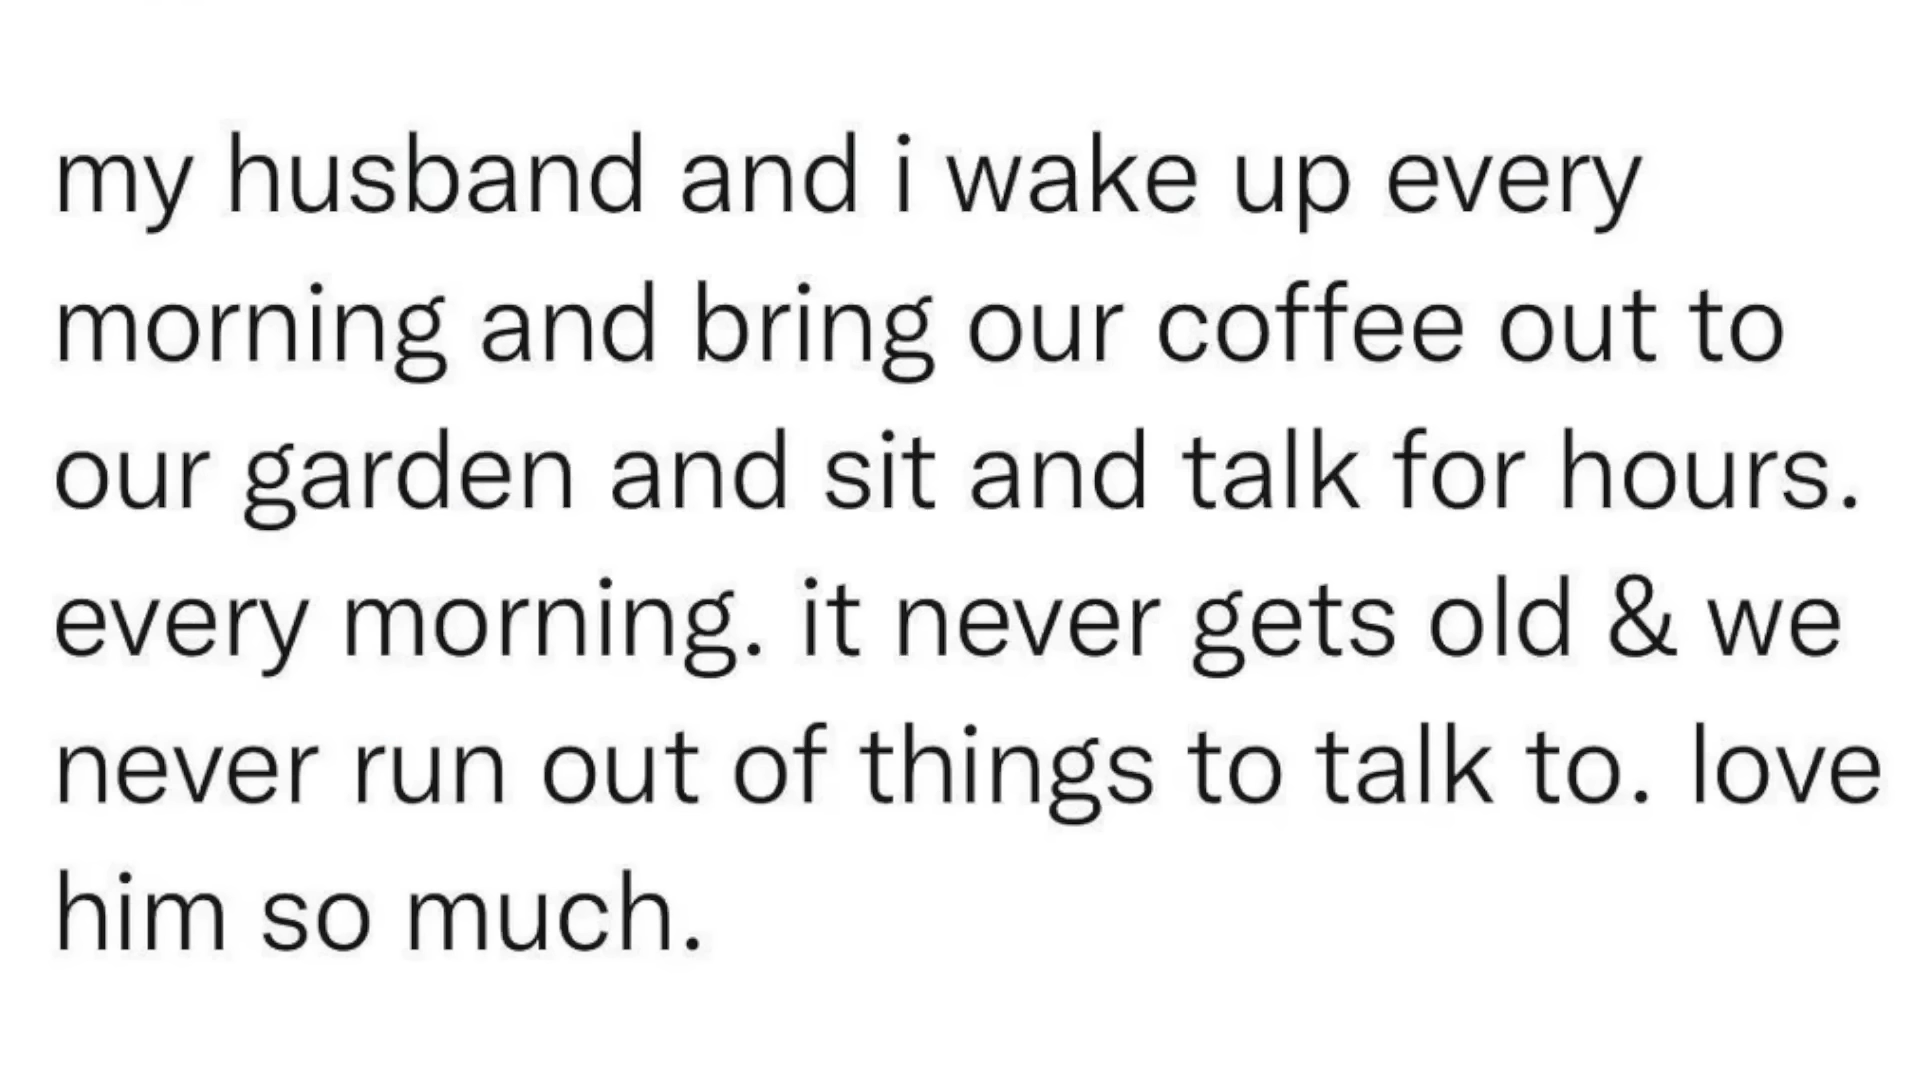 my husband and i wake up every
morning and bring our coffee out to
our garden and sit and talk for hours.
every morning. it never gets old & we
never run out of things to talk to. love
him so much.